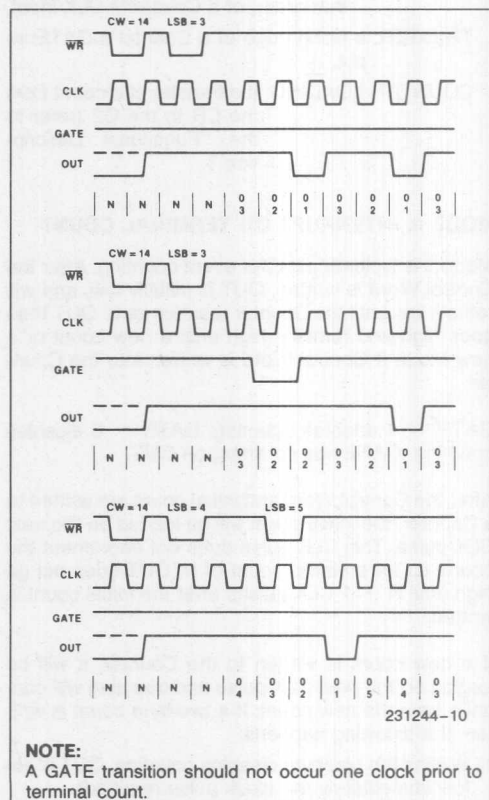 CW = 14 LSB = 3
WR
CLK
GATE
OUT
| N | N | N | N | 0 | 0 | 0 | 0 | 0 | 0 | 0 |
3 2 1 3 2 1 3
CW = 14 LSB = 3
WR
CLK
GATE
OUT
| N | N | N | N | 0 | 0 | 0 | 0 | 0 | 0 | 0 |
3 2 2 3 2 1 3
CW = 14 LSB = 4 LSB = 5
WR
CLK
GATE
OUT
| N | N | N | N | 0 | 0 | 0 | 0 | 0 | 0 | 0 |
4 3 2 1 5 4 3
231244-10
NOTE:
A GATE transition should not occur one clock prior to
terminal count.